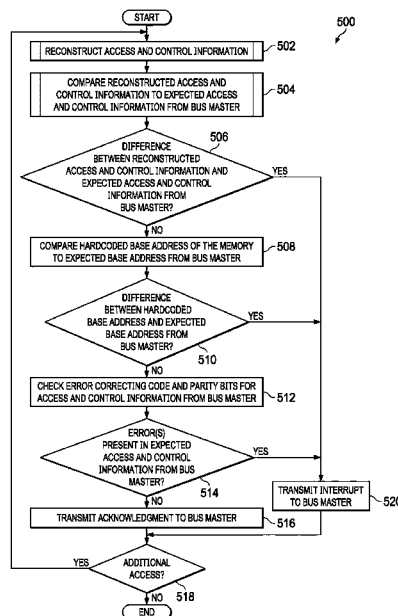 START
500
RECONSTRUCT ACCESS AND CONTROL INFORMATION
502
COMPARE RECONSTRUCTED ACCESS AND
CONTROL INFORMATION TO EXPECTED ACCESS
AND CONTROL INFORMATION FROM BUS MASTER
504
506
DIFFERENCE
BETWEEN RECONSTRUCTED
ACCESS AND CONTROL INFORMATION AND
EXPECTED ACCESS AND CONTROL
INFORMATION FROM
BUS MASTER?
YES
NO
COMPARE HARDCODED BASE ADDRESS OF THE MEMORY
TO EXPECTED BASE ADDRESS FROM BUS MASTER
508
DIFFERENCE
BETWEEN HARDCODED
BASE ADDRESS AND EXPECTED
BASE ADDRESS FROM
BUS MASTER?
YES
510
NO
CHECK ERROR CORRECTING CODE AND PARITY BITS FOR
ACCESS AND CONTROL INFORMATION FROM BUS MASTER
512
ERROR(S)
PRESENT IN EXPECTED
ACCESS AND CONTROL
INFORMATION FROM BUS
MASTER?
YES
514
NO
TRANSMIT INTERRUPT
TO BUS MASTER
520
TRANSMIT ACKNOWLEDGMENT TO BUS MASTER
516
YES
ADDITIONAL
ACCESS?
518
NO
END